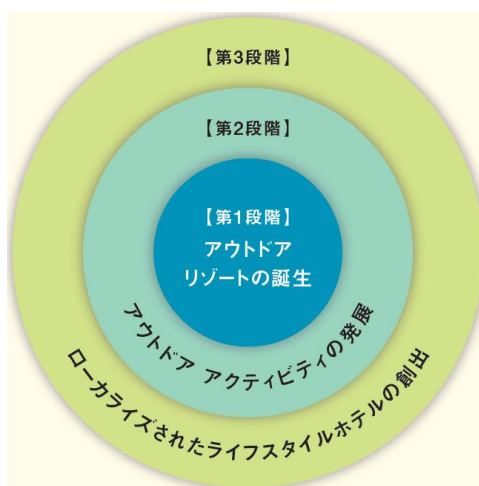 【第3段階】
【第2段階】
【第1段階】
アウトドア
リゾートの誕生
アウトドア アクティビティの発展
ローカライズされたライフスタイルホテルの創出